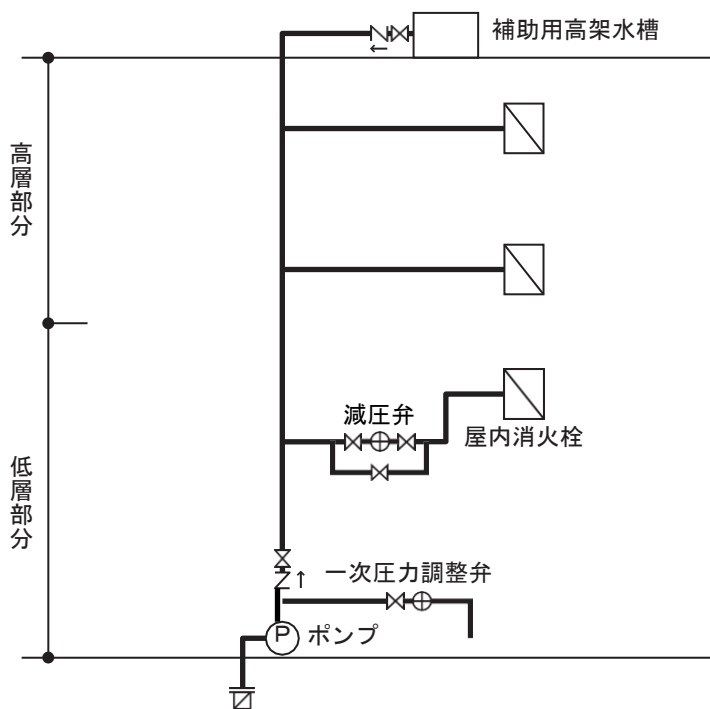 補助用高架水槽
高層部分
減圧弁
屋内消火栓
低層部分
一次圧力調整弁
P
ポンプ